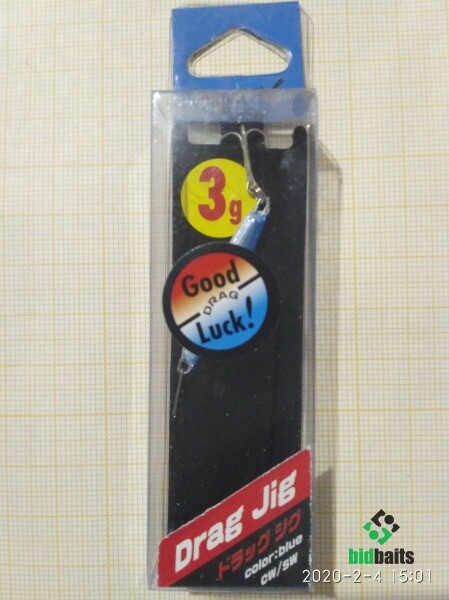 3g
Good
DRAG
Luck!
Drag Jig
ドラッグ ジグ
color:blue
CW/SW
bidbaits
2020-2-4 15:01